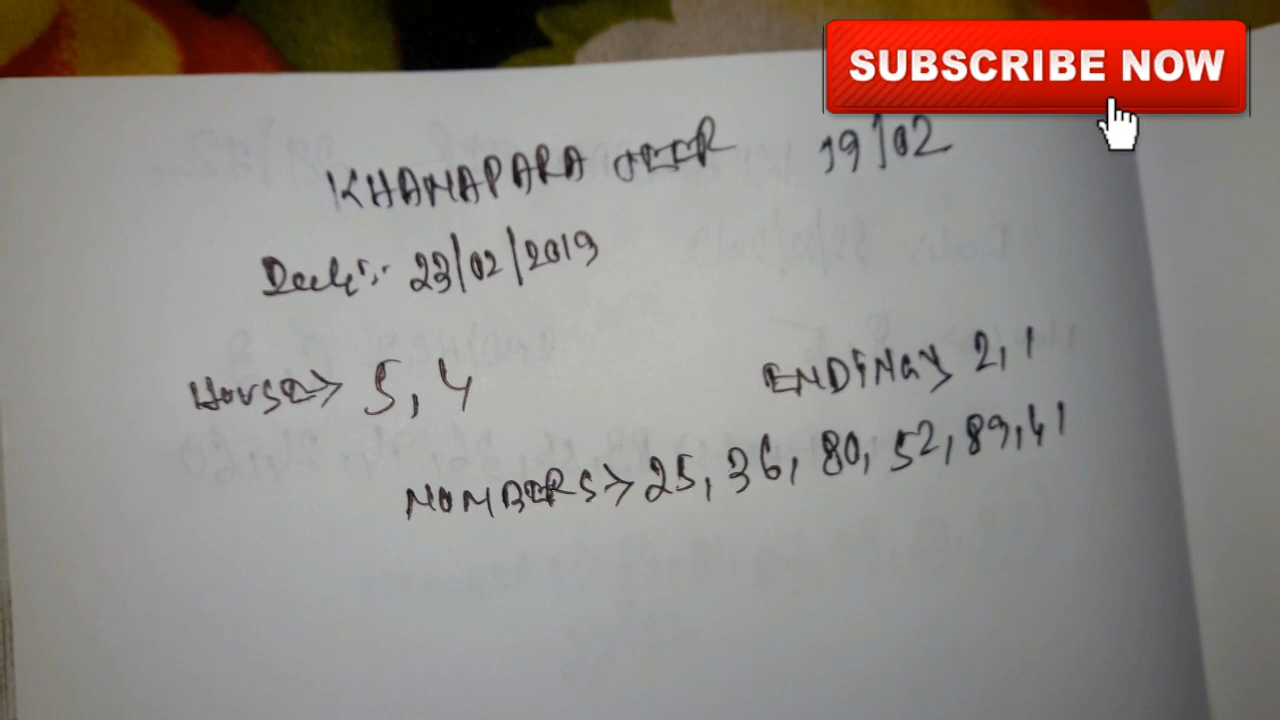 SUBSCRIBE NOW
KHANAPARA TEER 19/02
Date:- 23/02/2019
House> 5, 4
ENDING> 2, 1
NUMBERS> 25, 36, 80, 52, 89, 41